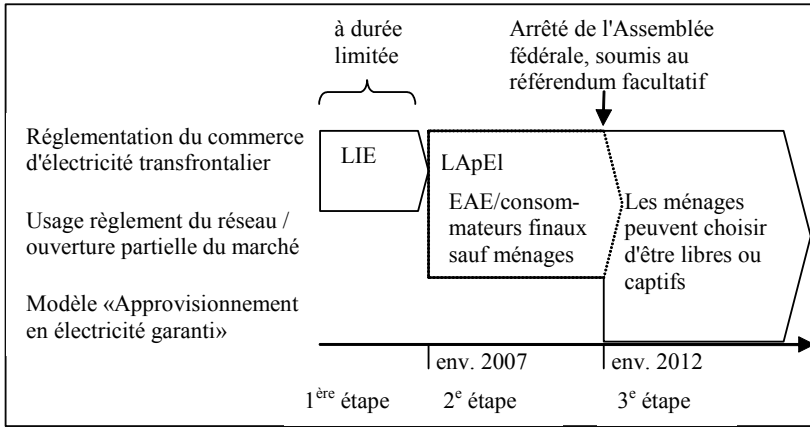 à durée
limitée
Arrêté de l'Assemblée
fédérale, soumis au
référendum facultatif
Réglementation du commerce
d'électricité transfrontalier
LIE
LApEl
Usage règlement du réseau /
ouverture partielle du marché
EAE/consom-
mateurs finaux
sauf ménages
Les ménages
peuvent choisir
d'être libres ou
captifs
Modèle «Approvisionnement
en électricité garanti»
env. 2007
env. 2012
1ère étape
2e étape
3e étape